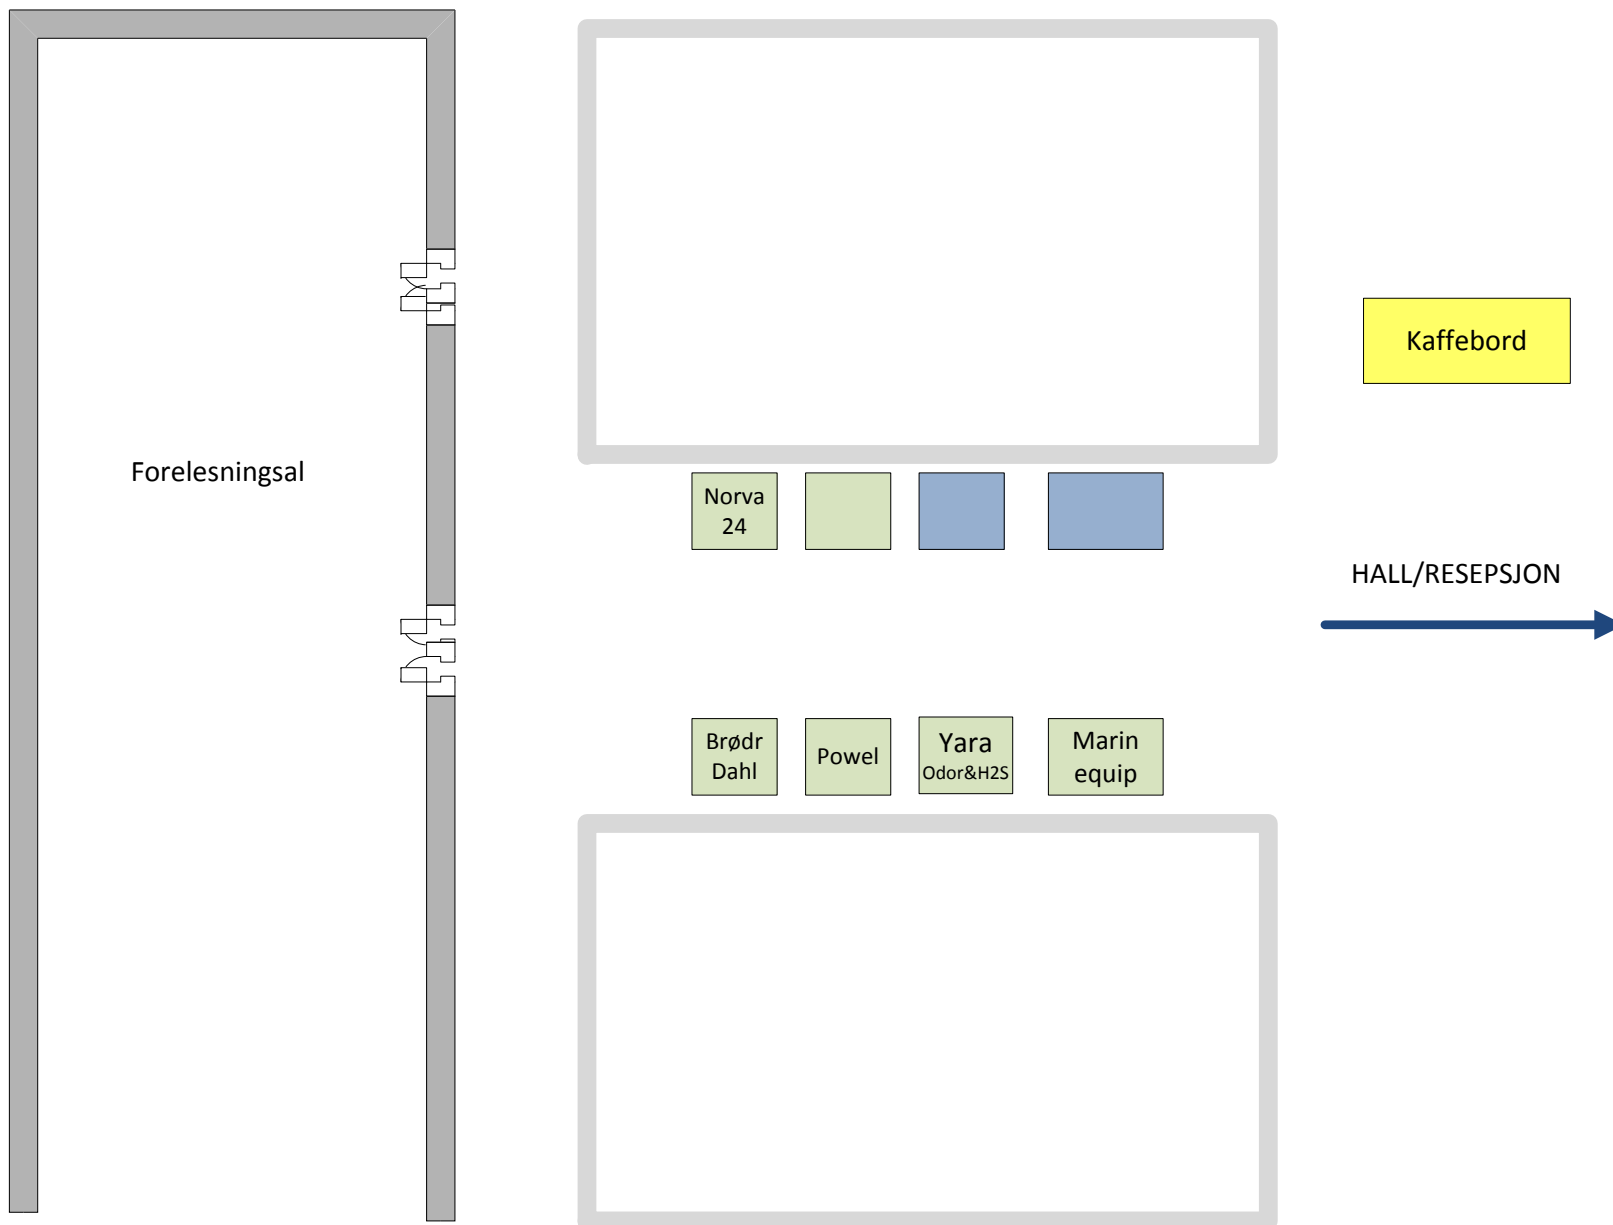 Kaffebord
Forelesningsal
Norva
24
HALL/RESEPSJON
Brødr
Dahl
Powel
Yara
Odor&H2S
Marin
equip